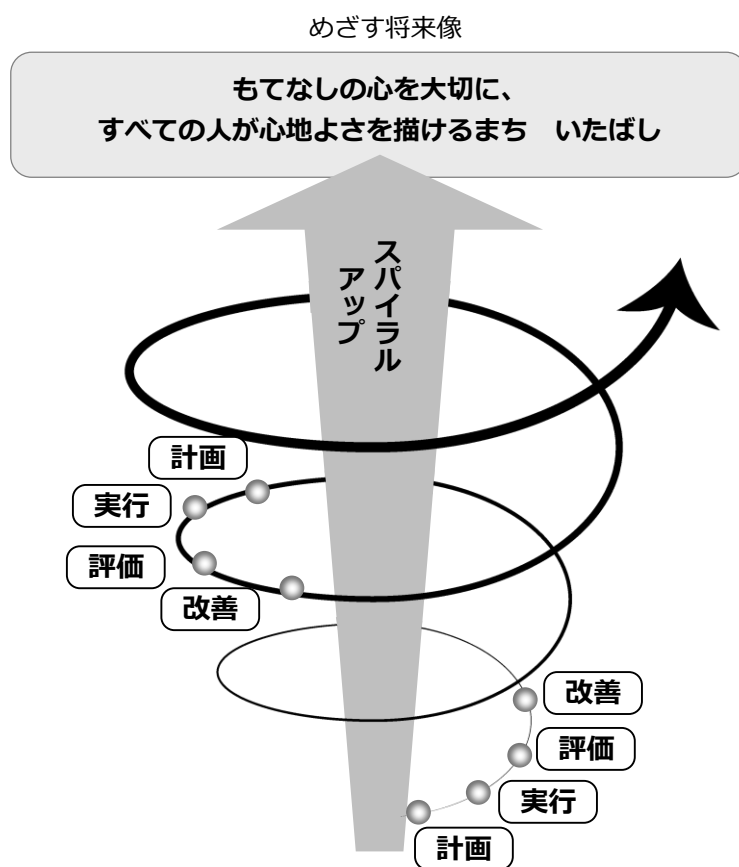 めざす将来像
もてなしの心を大切に、
すべての人が心地よさを描けるまち　いたばし
スパイラル
アップ
計画
実行
評価
改善
改善
評価
実行
計画